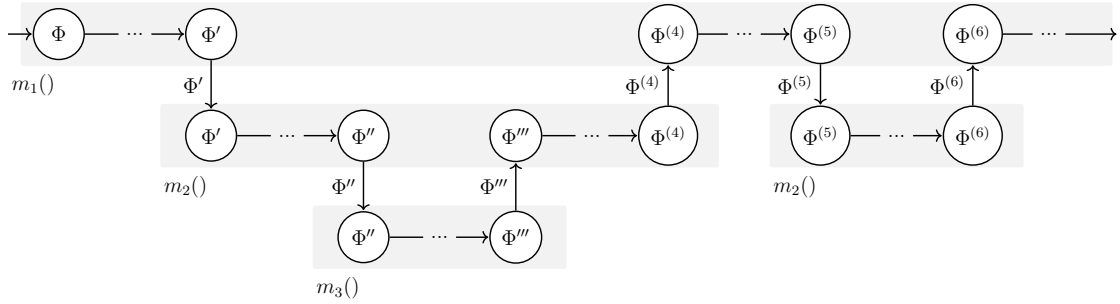 Φ ... Φ′ Φ⁽⁴⁾ ... Φ⁽⁵⁾ Φ⁽⁶⁾ ...
m₁() Φ′ Φ⁽⁴⁾ Φ⁽⁵⁾ Φ⁽⁶⁾
Φ′ ... Φ″ Φ‴ ... Φ⁽⁴⁾ Φ⁽⁵⁾ ... Φ⁽⁶⁾
m₂() Φ″ Φ‴ m₂()
Φ″ ... Φ‴
m₃()